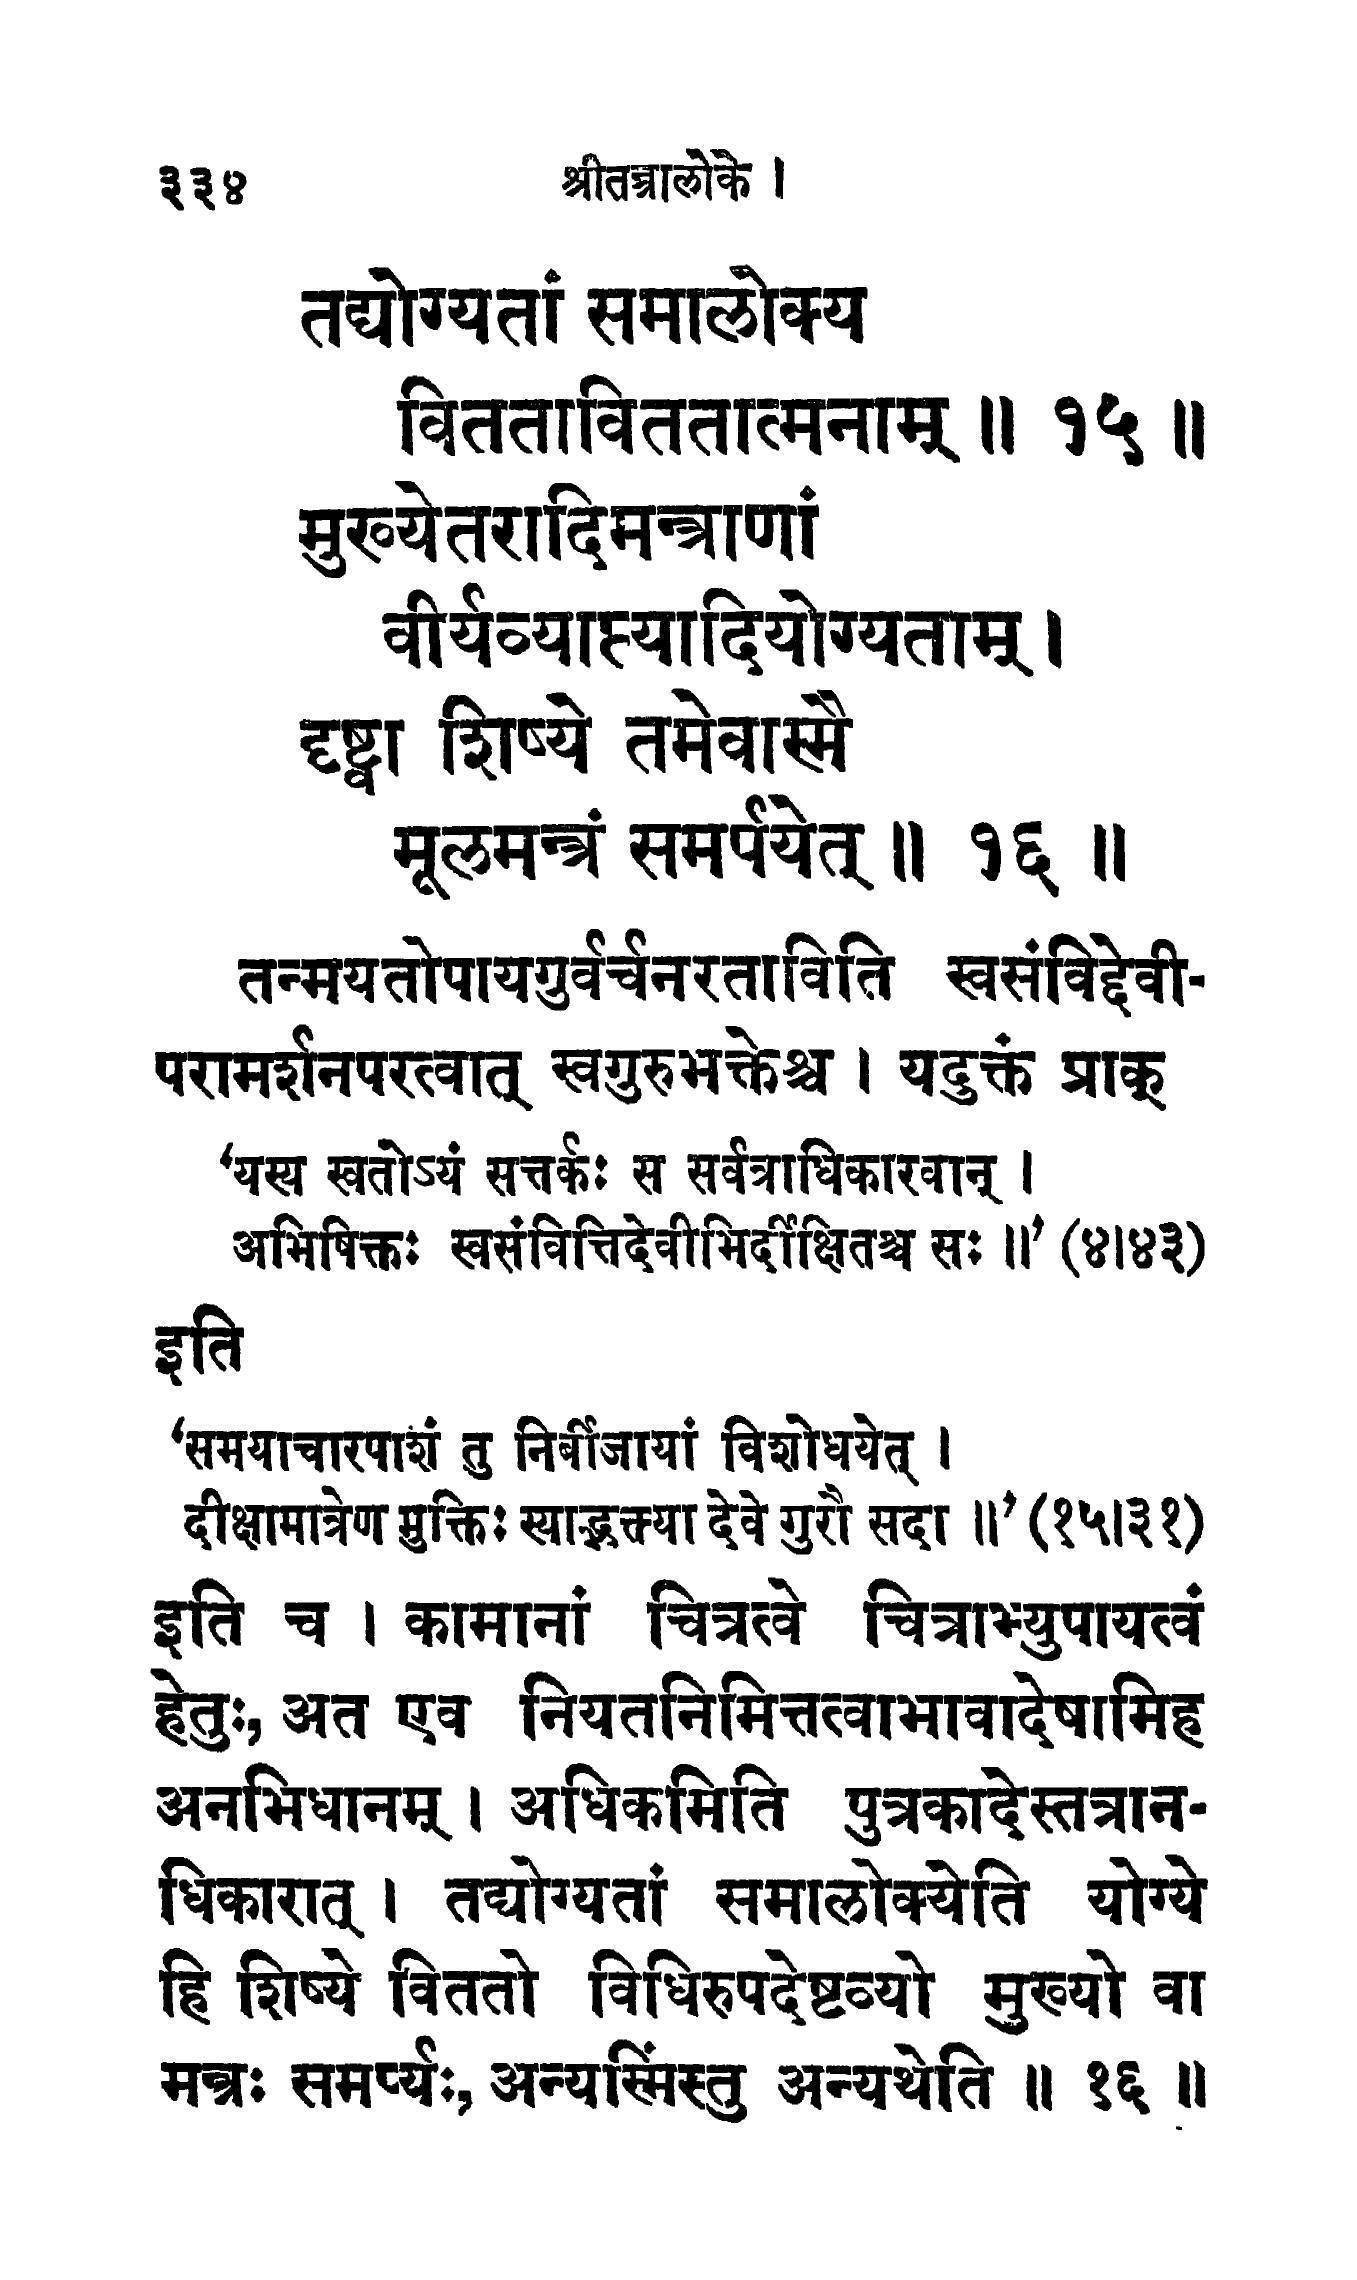 ३३४ श्रीतन्त्रालोके ।
तद्योग्यतां समालोक्य
वितताविततात्मनाम् ॥ १५ ॥
मुख्येतरादिमन्त्राणां
वीर्यव्याप्त्यादियोग्यताम् ।
दृष्ट्वा शिष्ये तमेवास्मै
मूलमन्त्रं समर्पयेत् ॥ १६ ॥
तन्मयतोपायगुर्वर्चनरताविति स्वसंविद्देवी-
परामर्शनपरत्वात् स्वगुरुभक्तेश्च । यदुक्तं प्राक्
‘यस्य स्वतोऽयं सत्तर्कः स सर्वत्राधिकारवान् ।
अभिषिक्तः स्वसंवित्तिदेवीभिर्दीक्षितश्च सः ॥’ (४।४३)
इति
‘समयाचारपाशं तु निर्बीजायां विशोधयेत् ।
दीक्षामात्रेण मुक्तिः स्याद्भक्त्या देवे गुरौ सदा ॥’ (१५।३१)
इति च । कामानां चित्रत्वे चित्राभ्युपायत्वं
हेतुः, अत एव नियतनिमित्तत्वाभावादेषामिह
अनभिधानम् । अधिकमिति पुत्रकादेस्तत्रान-
धिकारात् । तद्योग्यतां समालोक्येति योग्ये
हि शिष्ये विततो विधिरुपदेष्टव्यो मुख्यो वा
मन्त्रः समर्प्यः, अन्यस्मिंस्तु अन्यथेति ॥ १६ ॥